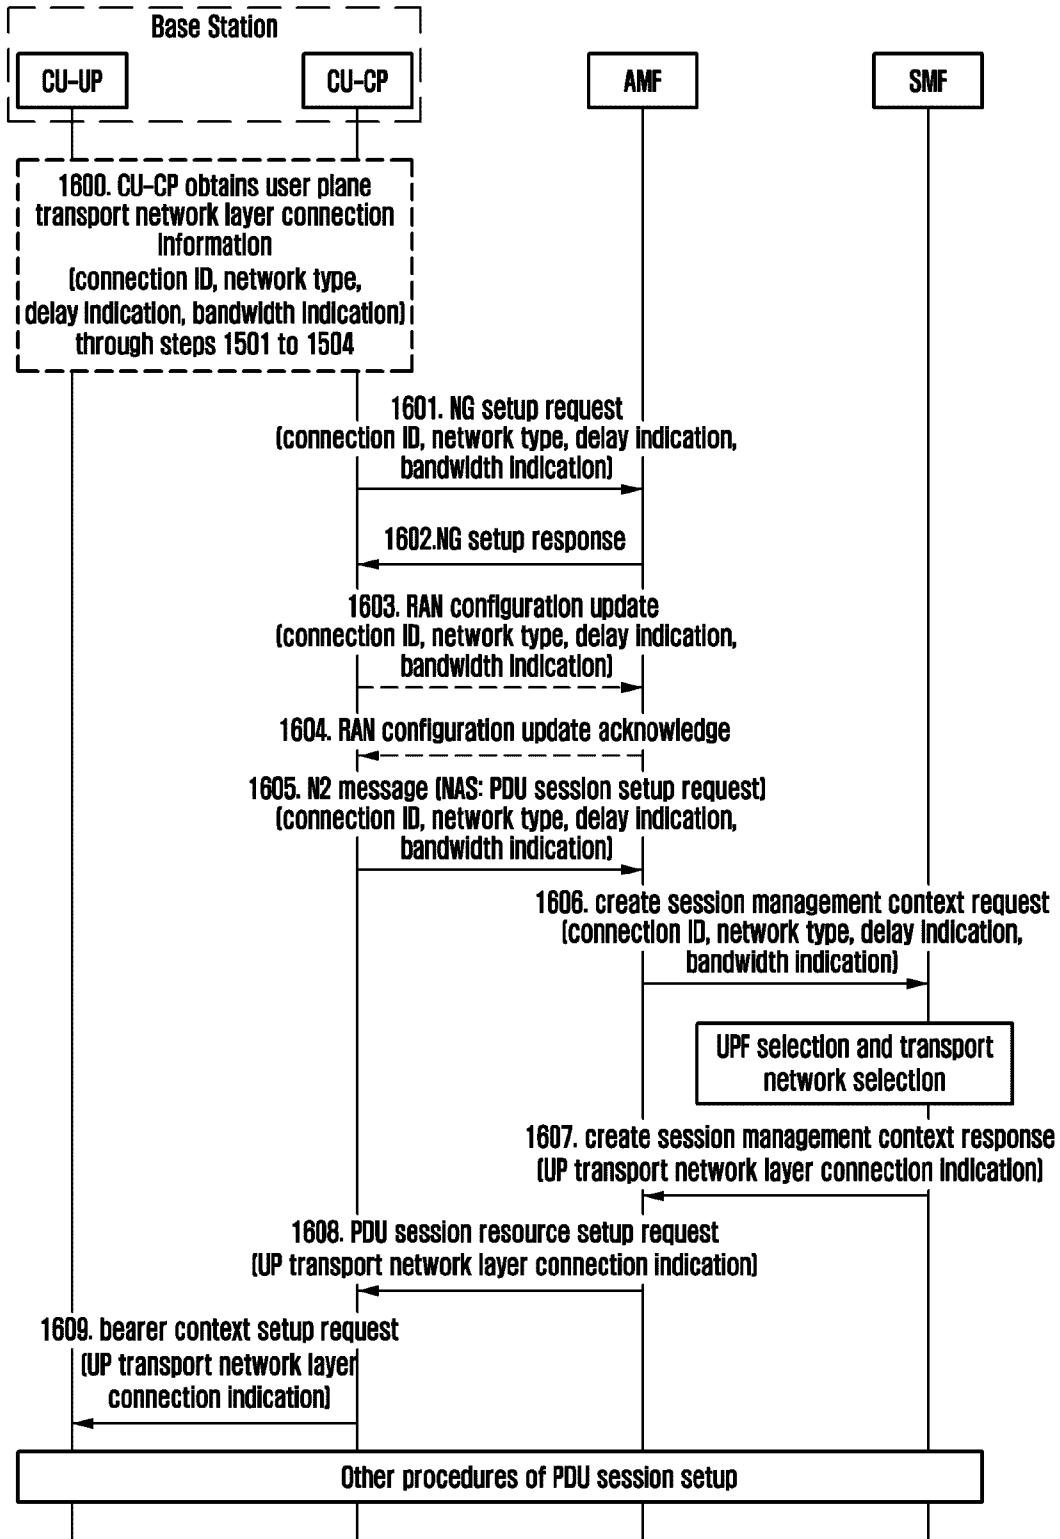 Base Station
CU-UP
CU-CP
AMF
SMF
1600. CU-CP obtains user plane
transport network layer connection
information
(connection ID, network type,
delay indication, bandwidth indication)
through steps 1501 to 1504
1601. NG setup request
(connection ID, network type, delay indication,
bandwidth indication)
1602.NG setup response
1603. RAN configuration update
(connection ID, network type, delay indication,
bandwidth indication)
1604. RAN configuration update acknowledge
1605. N2 message (NAS: PDU session setup request)
(connection ID, network type, delay indication,
bandwidth indication)
1606. create session management context request
(connection ID, network type, delay indication,
bandwidth indication)
UPF selection and transport
network selection
1607. create session management context response
(UP transport network layer connection indication)
1608. PDU session resource setup request
(UP transport network layer connection indication)
1609. bearer context setup request
(UP transport network layer
connection indication)
Other procedures of PDU session setup